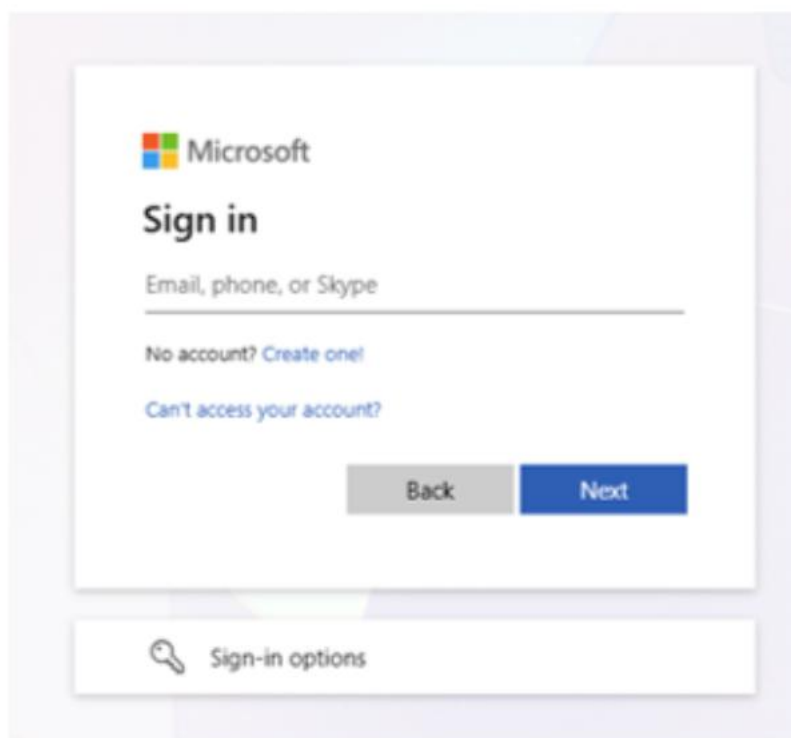 Microsoft
Sign in
Email, phone, or Skype
No account? Create one!
Can't access your account?
Back Next
Sign-in options